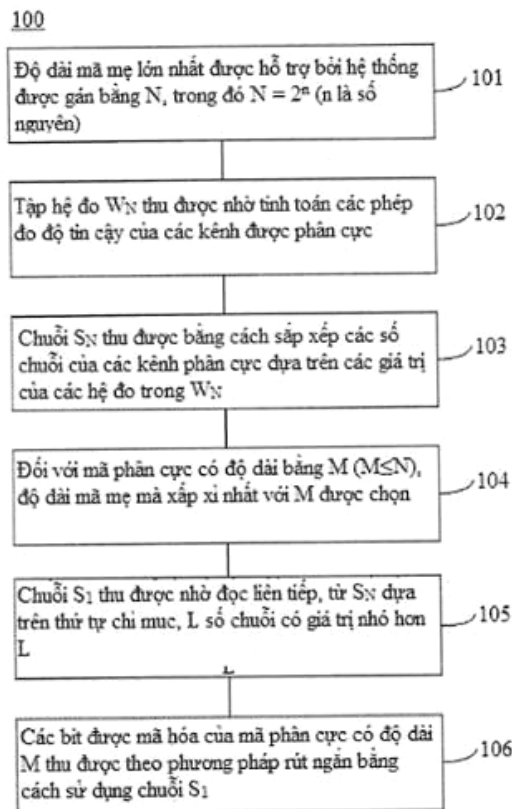 100
Độ dài mã mẹ lớn nhất được hỗ trợ bởi hệ thống
được gán bằng N, trong đó N = 2ⁿ (n là số
nguyên)
101
Tập hệ đo W_N thu được nhờ tính toán các phép
đo độ tin cậy của các kênh được phân cực
102
Chuỗi S_N thu được bằng cách sắp xếp các số
chuỗi của các kênh phân cực dựa trên các giá trị
của các hệ đo trong W_N
103
Đối với mã phân cực có độ dài bằng M (M≤N),
độ dài mã mẹ mà xấp xỉ nhất với M được chọn
104
Chuỗi S₁ thu được nhờ đọc liên tiếp, từ S_N dựa
trên thứ tự chỉ mục, L số chuỗi có giá trị nhỏ hơn
L
L
105
Các bit được mã hóa của mã phân cực có độ dài
M thu được theo phương pháp rút ngắn bằng
cách sử dụng chuỗi S₁
106